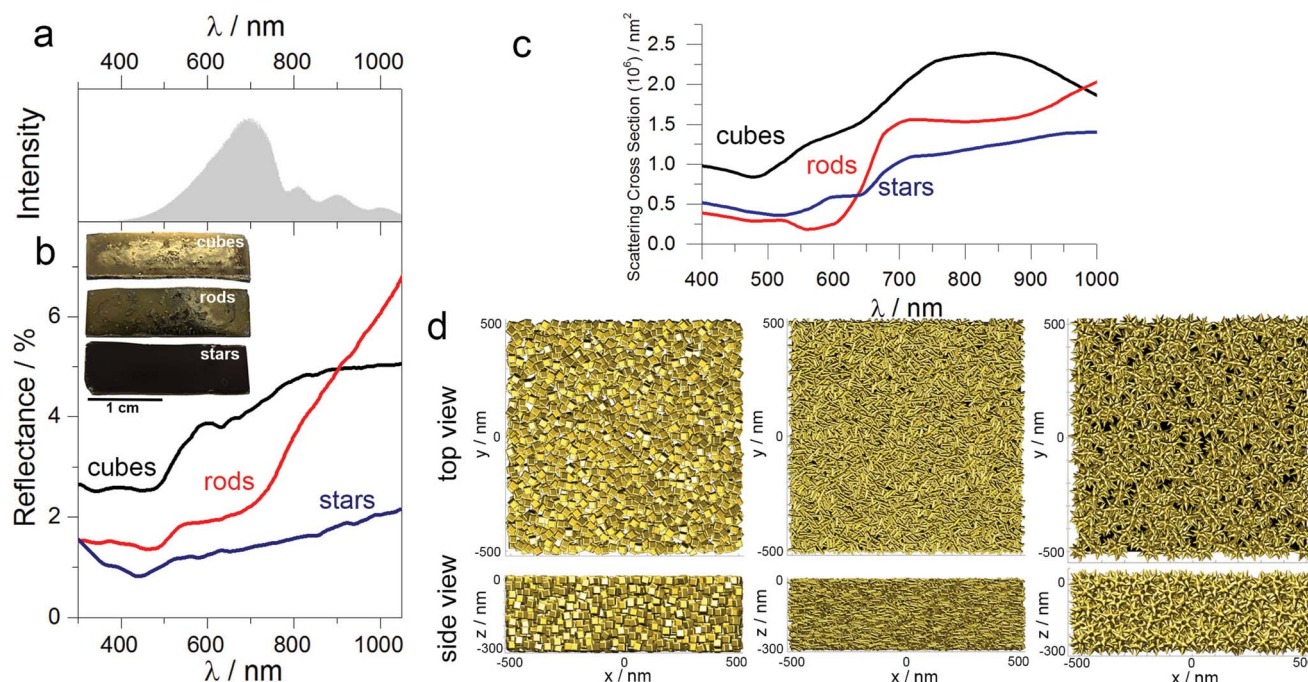 a
λ / nm
400 600 800 1000
Intensity
b
cubes
rods
stars
1 cm
Reflectance / %
6
4
2
0
cubes
rods
stars
400 600 800 1000
λ / nm
c
Scattering Cross Section (10⁶) / nm²
2.5
2.0
1.5
1.0
0.5
0.0
cubes
rods
stars
400 500 600 700 800 900 1000
λ / nm
d
top view
y / nm
500
0
-500
y / nm
500
0
-500
y / nm
500
0
-500
side view
z / nm
0
-300
-500 0 500
x / nm
z / nm
0
-300
-500 0 500
x / nm
z / nm
0
-300
-500 0 500
x / nm